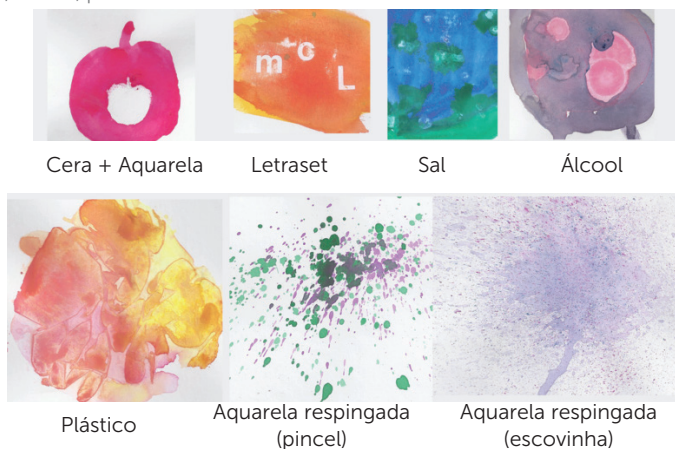 m c L
Cera + Aquarela
Letraset
Sal
Álcool
Plástico
Aquarela respingada
(pincel)
Aquarela respingada
(escovinha)